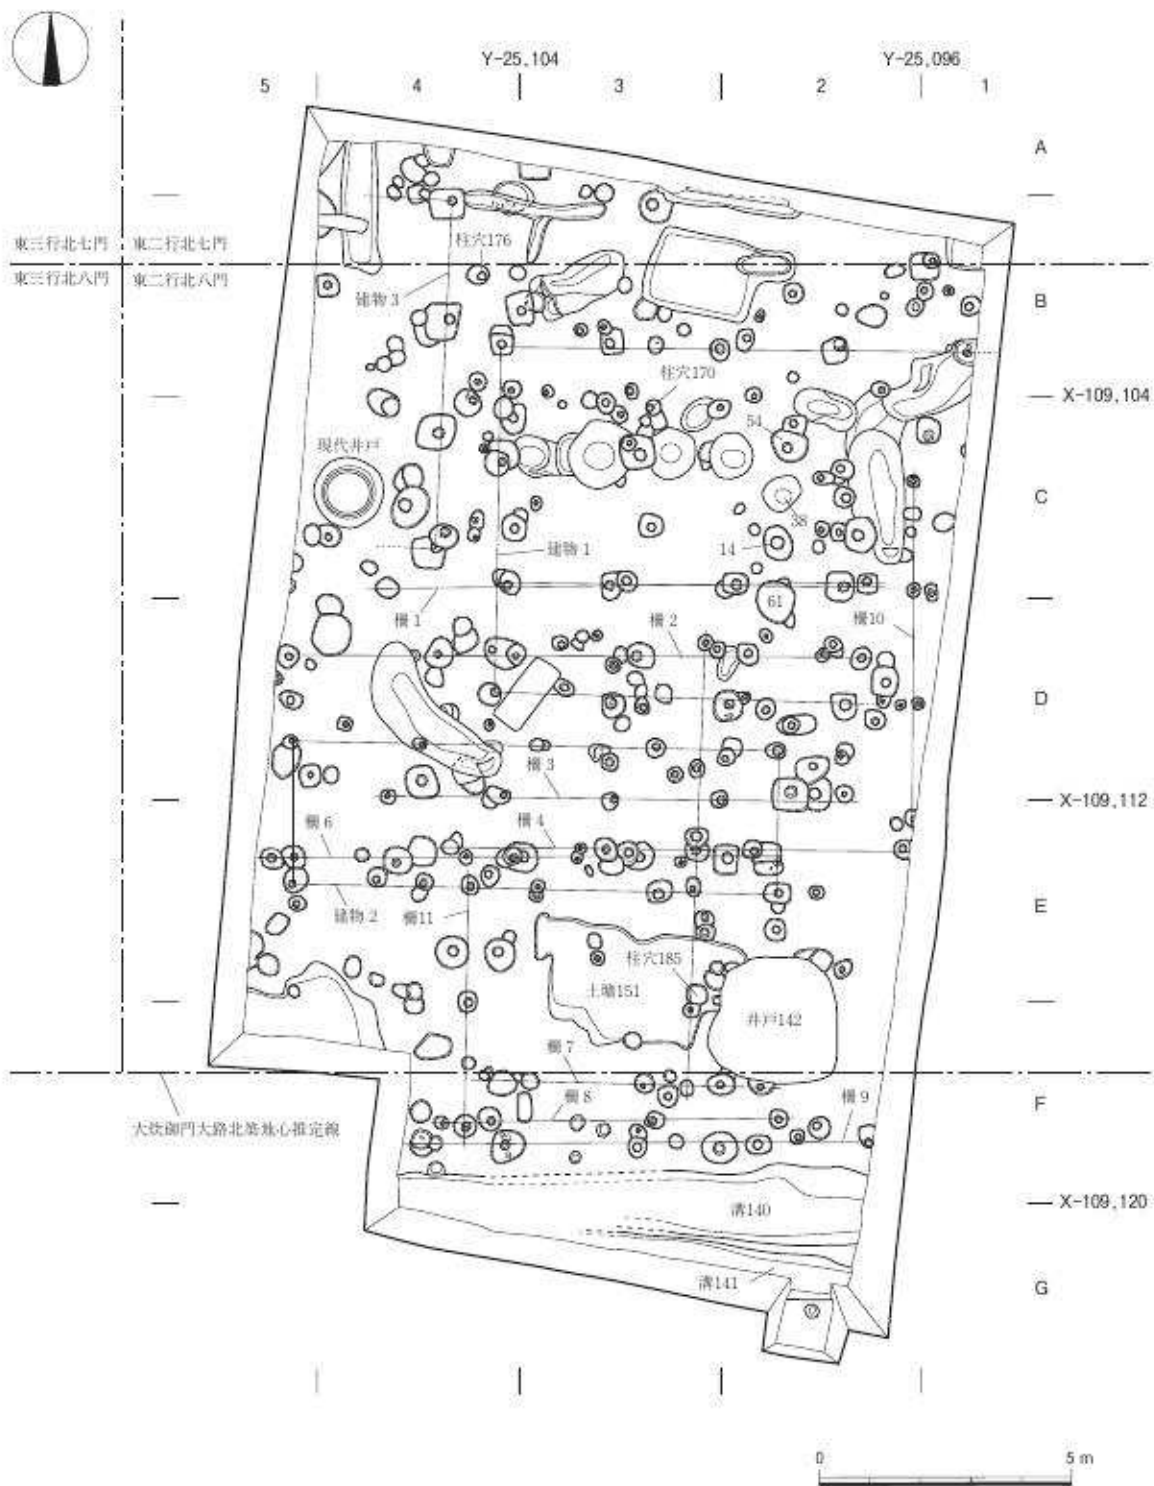 Y-25,104
Y-25,096
5 4 3 2 1
A
東三行北七門 東二行北七門
柱穴176
東三行北八門 東二行北八門
建物3
B
柱穴170
X-109,104
54
現代井戸
C
38
14
建物1
61
柵1
柵2
柵10
D
柵3
X-109,112
柵6
柵4
建物2
柵11
E
柱穴185
土壙151
井戸142
柵7
柵8
柵9
F
大炊御門大路北築地心推定線
溝140
X-109,120
溝141
G
0 5 m